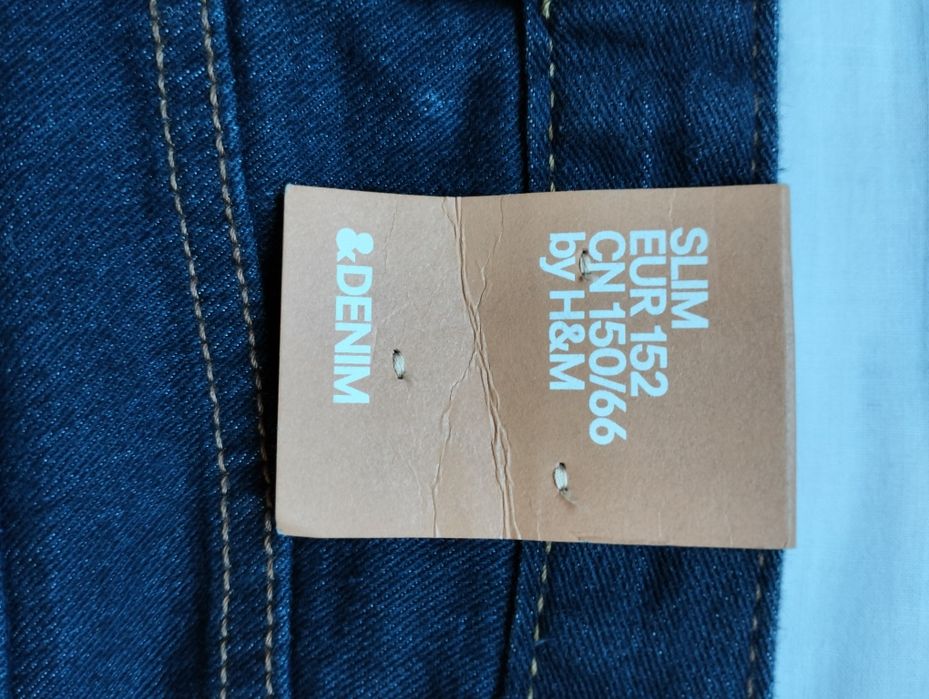 SLIM
EUR 152
CN 150/66
by H&M
&DENIM